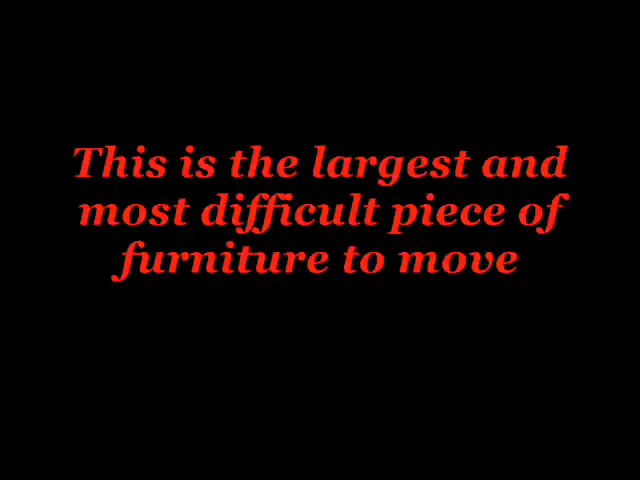 This is the largest and
most difficult piece of
furniture to move